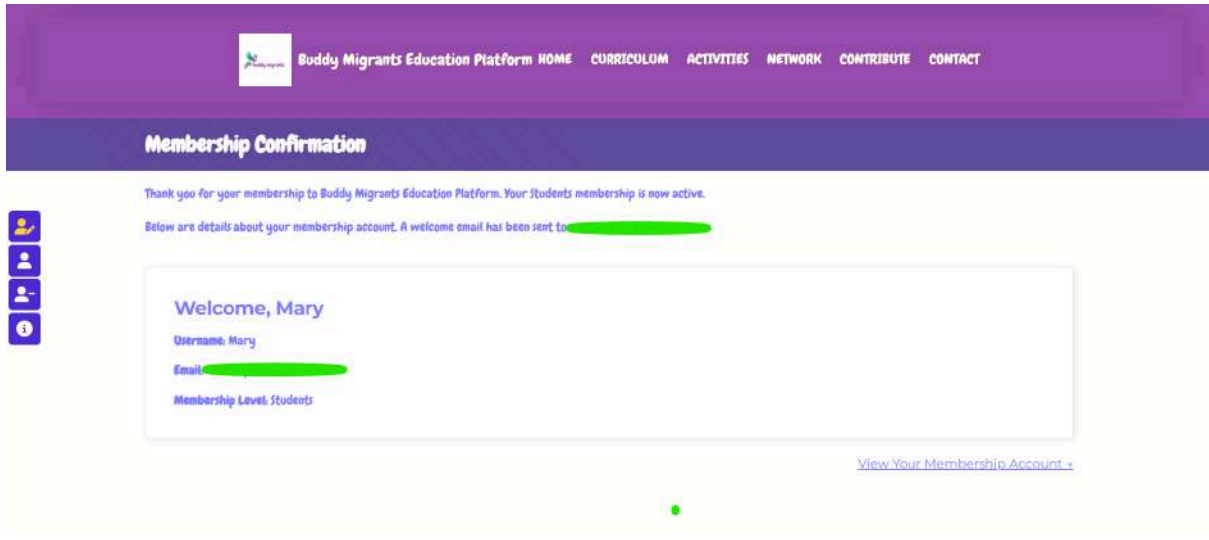 buddy migrants
Buddy Migrants Education Platform HOME CURRICULUM ACTIVITIES NETWORK CONTRIBUTE CONTACT
Membership Confirmation
Thank you for your membership to Buddy Migrants Education Platform. Your Students membership is now active.
Below are details about your membership account. A welcome email has been sent to
Welcome, Mary
Username: Mary
Email:
Membership Level: Students
View Your Membership Account →